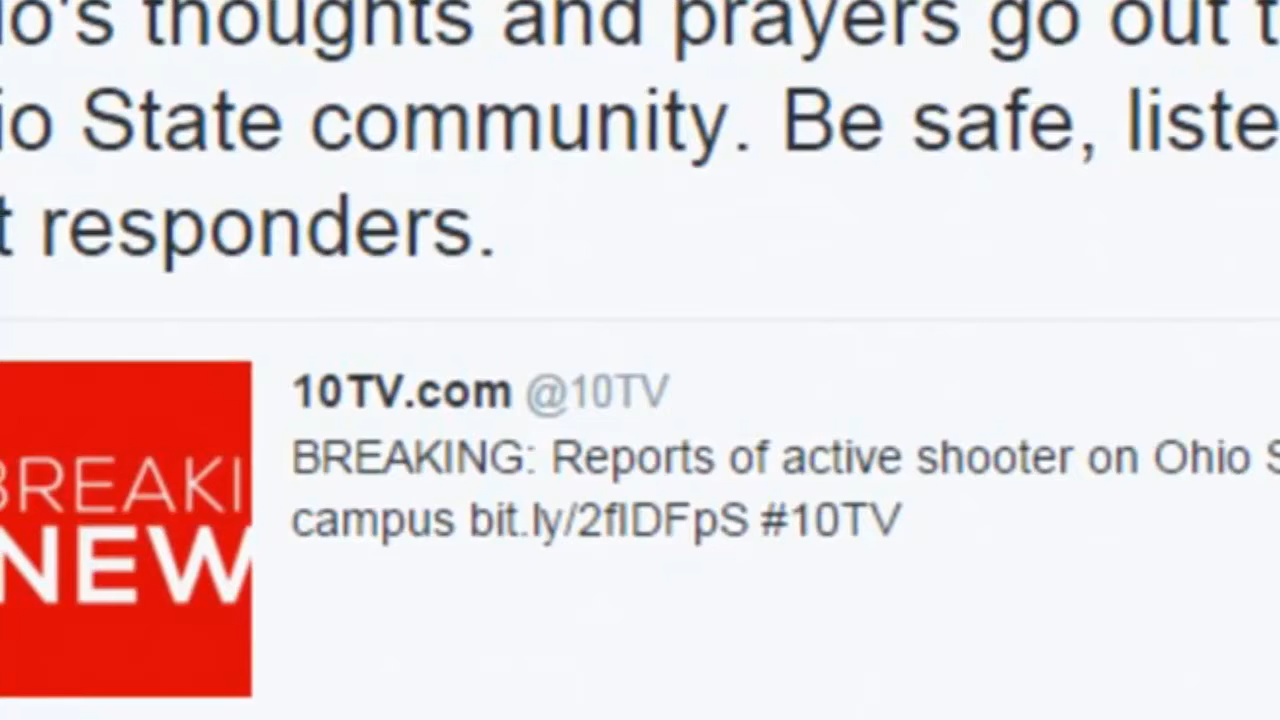 io's thoughts and prayers go out t
io State community. Be safe, liste
t responders.
10TV.com @10TV
BREAKING: Reports of active shooter on Ohio S
campus bit.ly/2flDFpS #10TV
BREAKI
NEW